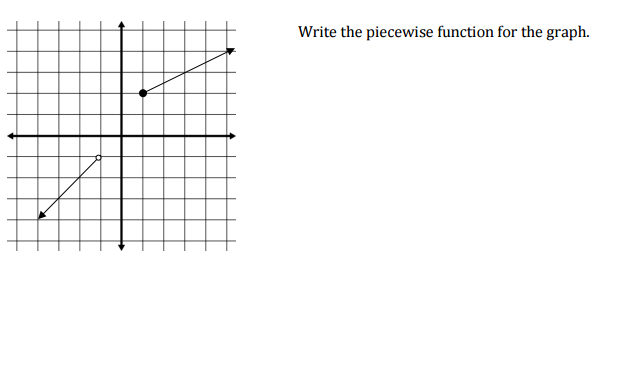 Write the piecewise function for the graph.